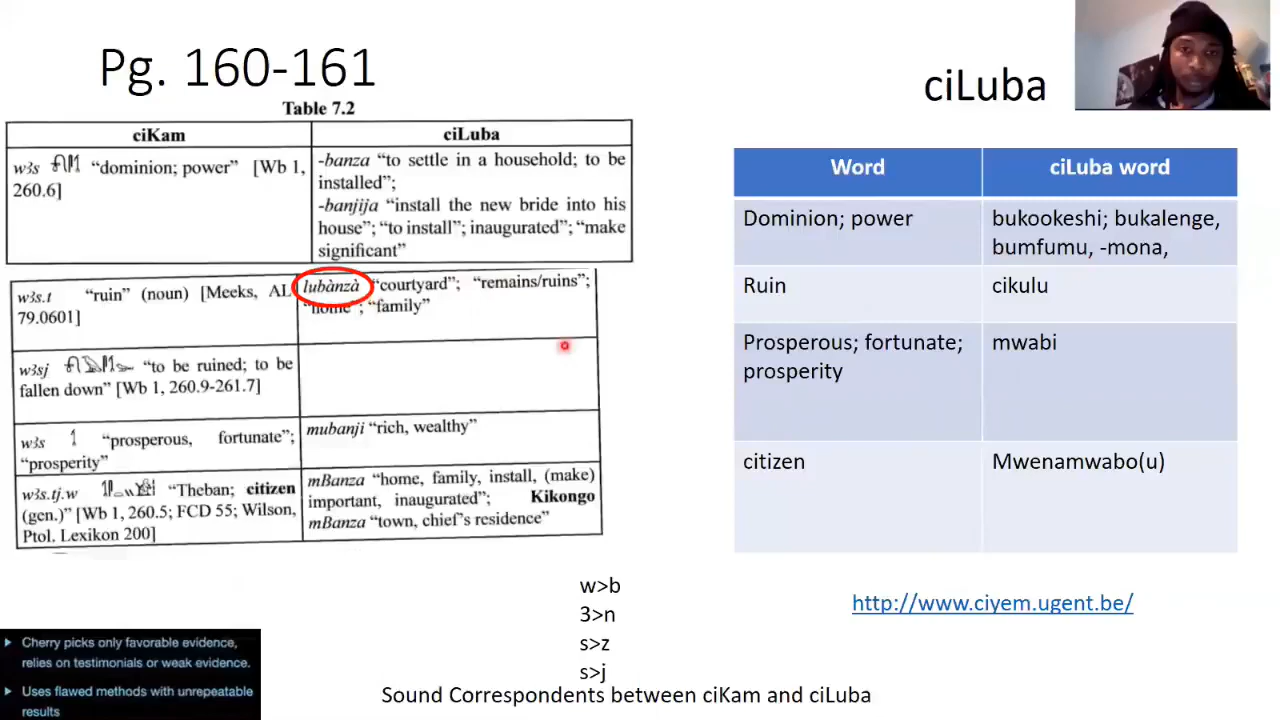 Pg. 160-161
Table 7.2
ciKam
ciLuba
wꜣs “dominion; power” [Wb 1,
260.6]
-banza “to settle in a household; to be
installed”;
-banjija “install the new bride into his
house”; “to install”; inaugurated”; “make
significant”
wꜣs.t “ruin” (noun) [Meeks, AL
79.0601]
lubànzà “courtyard”; “remains/ruins”;
“home”; “family”
wꜣsj “to be ruined; to be
fallen down” [Wb 1, 260.9-261.7]
wꜣs “prosperous, fortunate”;
“prosperity”
mubanji “rich, wealthy”
wꜣs.tj.w “Theban; citizen
(gen.)” [Wb 1, 260.5; FCD 55; Wilson,
Ptol. Lexikon 200]
mBanza “home, family, install, (make)
important, inaugurated”; Kikongo
mBanza “town, chief’s residence”
ciLuba
Word
ciLuba word
Dominion; power
bukookeshi; bukalenge,
bumfumu, -mona,
Ruin
cikulu
Prosperous; fortunate;
prosperity
mwabi
citizen
Mwenamwabo(u)
http://www.ciyem.ugent.be/
w>b
3>n
s>z
s>j
Sound Correspondents between ciKam and ciLuba
Cherry picks only favorable evidence,
relies on testimonials or weak evidence.
Uses flawed methods with unrepeatable
results